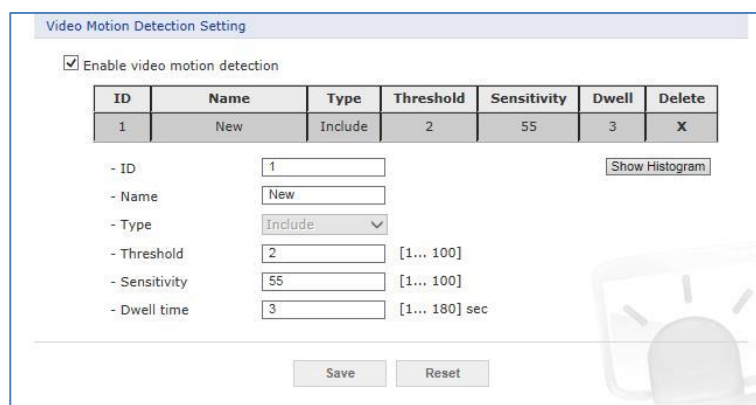 Video Motion Detection Setting
Enable video motion detection
ID Name Type Threshold Sensitivity Dwell Delete
1 New Include 2 55 3 X
- ID 1 Show Histogram
- Name New
- Type Include
- Threshold 2 [1... 100]
- Sensitivity 55 [1... 100]
- Dwell time 3 [1... 180] sec
Save Reset